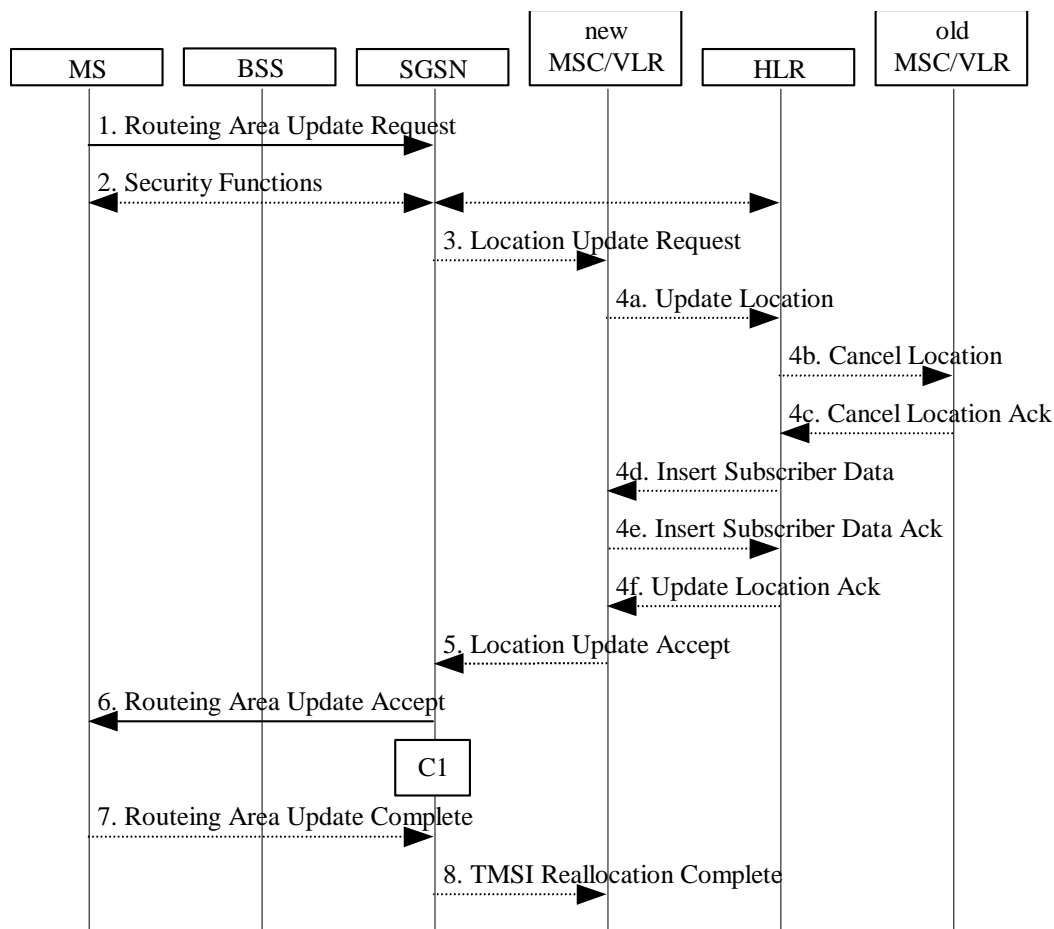 new
old
MS
BSS
SGSN
MSC/VLR
HLR
MSC/VLR
1. Routeing Area Update Request
2. Security Functions
3. Location Update Request
4a. Update Location
4b. Cancel Location
4c. Cancel Location Ack
4d. Insert Subscriber Data
4e. Insert Subscriber Data Ack
4f. Update Location Ack
5. Location Update Accept
6. Routeing Area Update Accept
C1
7. Routeing Area Update Complete
8. TMSI Reallocation Complete